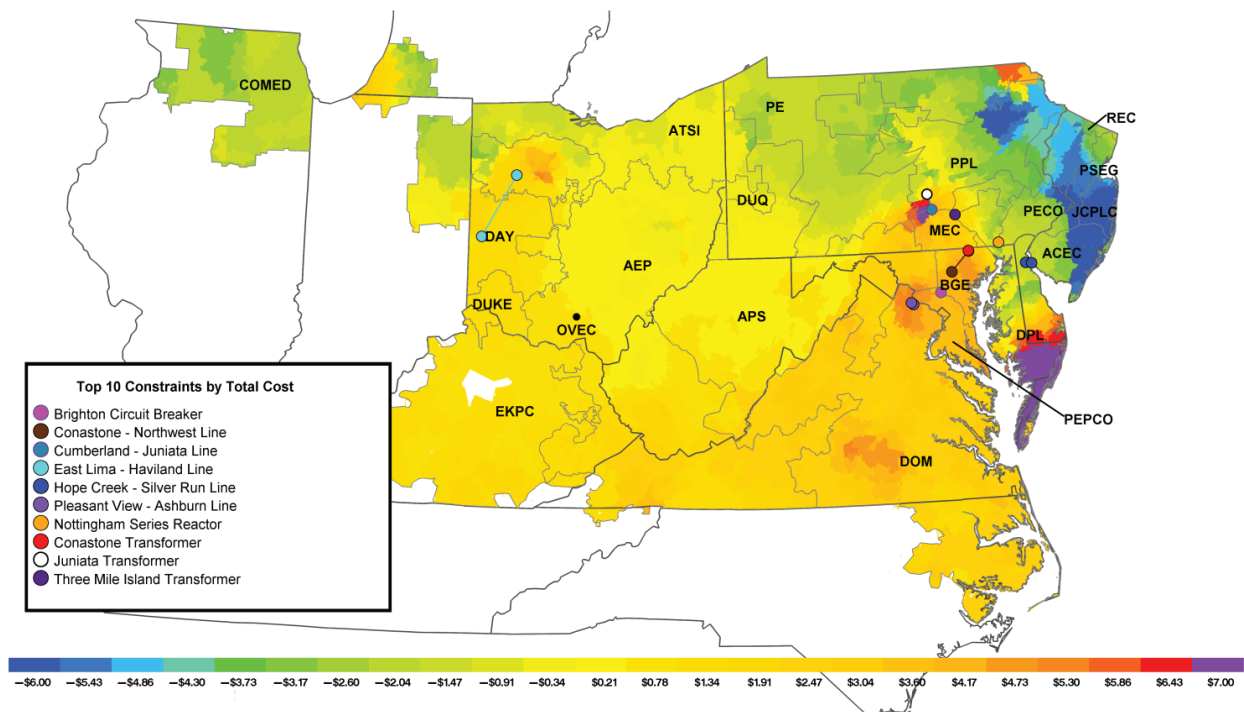 COMED
ATSI
PE
REC
PPL
PSEG
DUQ
PECO
JCPLC
MEC
DAY
ACEC
AEP
BGE
DUKE
APS
OVEC
DPL
PEPCO
EKPC
DOM
Top 10 Constraints by Total Cost
Brighton Circuit Breaker
Conastone - Northwest Line
Cumberland - Juniata Line
East Lima - Haviland Line
Hope Creek - Silver Run Line
Pleasant View - Ashburn Line
Nottingham Series Reactor
Conastone Transformer
Juniata Transformer
Three Mile Island Transformer
–$6.00 –$5.43 –$4.86 –$4.30 –$3.73 –$3.17 –$2.60 –$2.04 –$1.47 –$0.91 –$0.34 $0.21 $0.78 $1.34 $1.91 $2.47 $3.04 $3.60 $4.17 $4.73 $5.30 $5.86 $6.43 $7.00